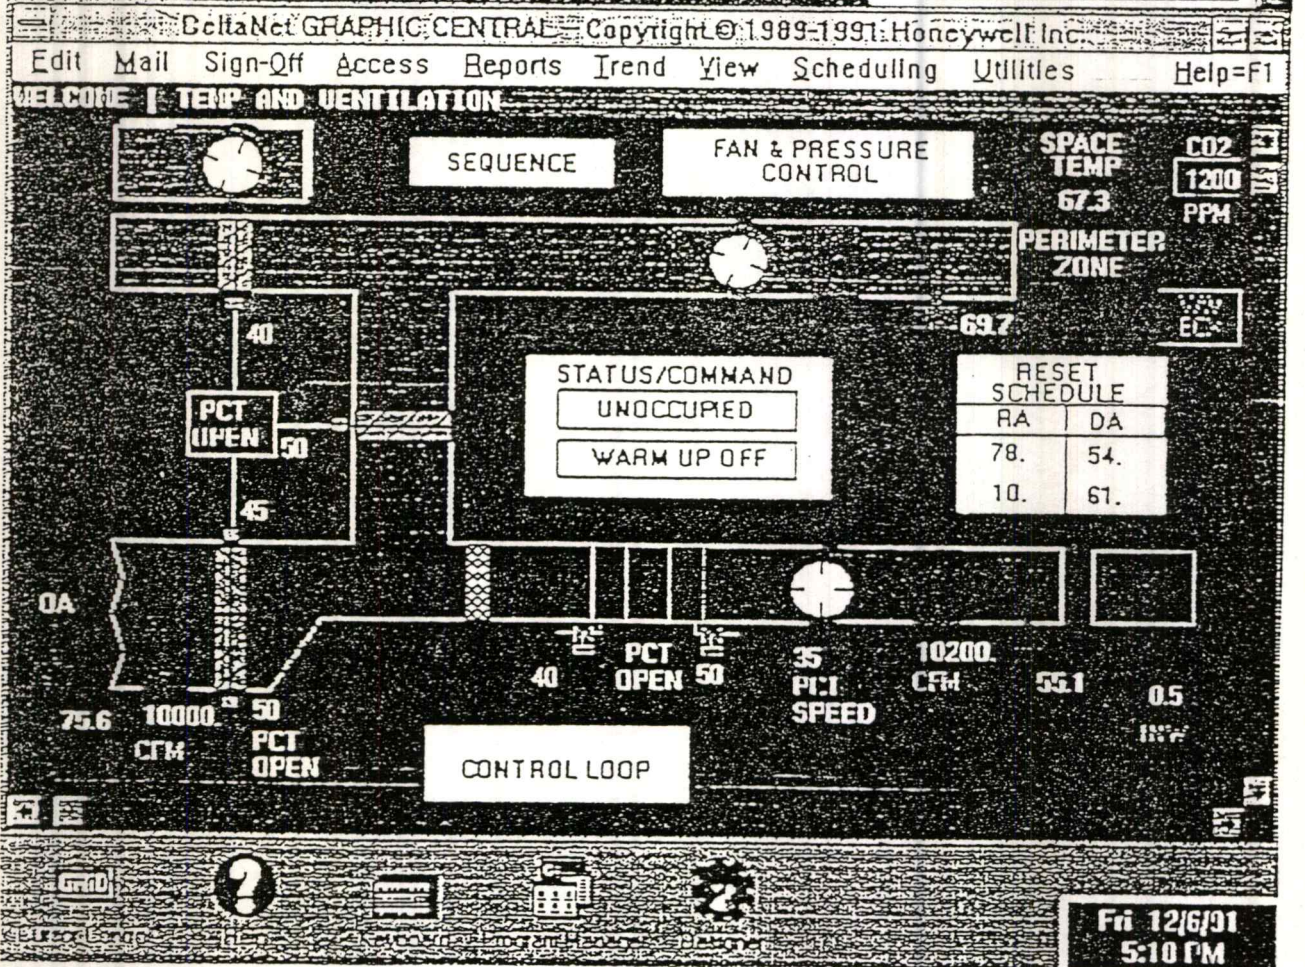 DeltaNet GRAPHIC CENTRAL Copyright © 1989-1991 Honeywell Inc.
Edit Mail Sign-Off Access Reports Trend View Scheduling Utilities Help=F1
WELCOME | TEMP AND VENTILATION
SEQUENCE
FAN & PRESSURE
CONTROL
SPACE
TEMP
67.3
CO2
1200
PPM
PERIMETER
ZONE
69.7
40
PCT
OPEN
50
45
STATUS/COMMAND
UNOCCUPIED
WARM UP OFF
RESET
SCHEDULE
RA DA
78. 54.
10. 61.
OA
75.6
10000.
CFM
50
PCT
OPEN
40
PCT
OPEN
50
35
PCT
SPEED
10200.
CFM
55.1
0.5
INW
CONTROL LOOP
GRID
?
Fri 12/6/91
5:10 PM